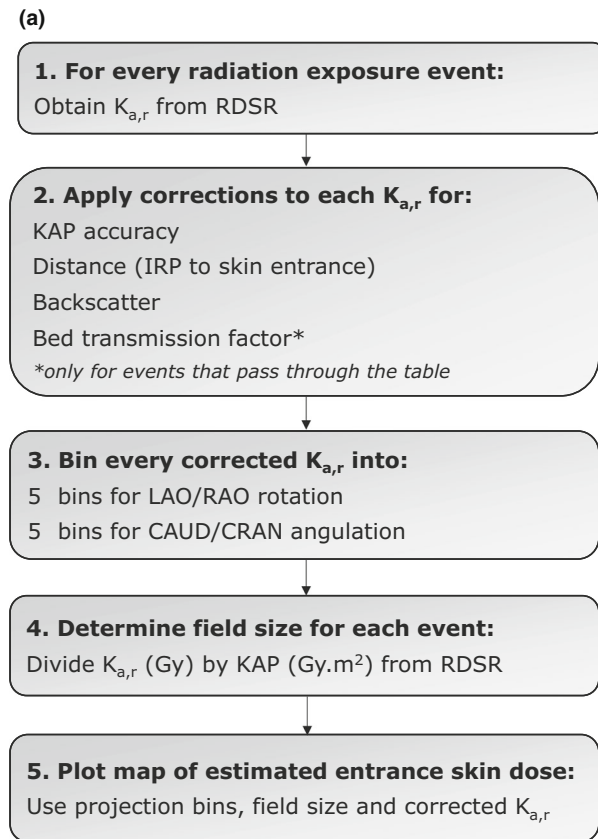 (a)
1. For every radiation exposure event:
Obtain Ka,r from RDSR
2. Apply corrections to each Ka,r for:
KAP accuracy
Distance (IRP to skin entrance)
Backscatter
Bed transmission factor*
*only for events that pass through the table
3. Bin every corrected Ka,r into:
5 bins for LAO/RAO rotation
5 bins for CAUD/CRAN angulation
4. Determine field size for each event:
Divide Ka,r (Gy) by KAP (Gy.m²) from RDSR
5. Plot map of estimated entrance skin dose:
Use projection bins, field size and corrected Ka,r